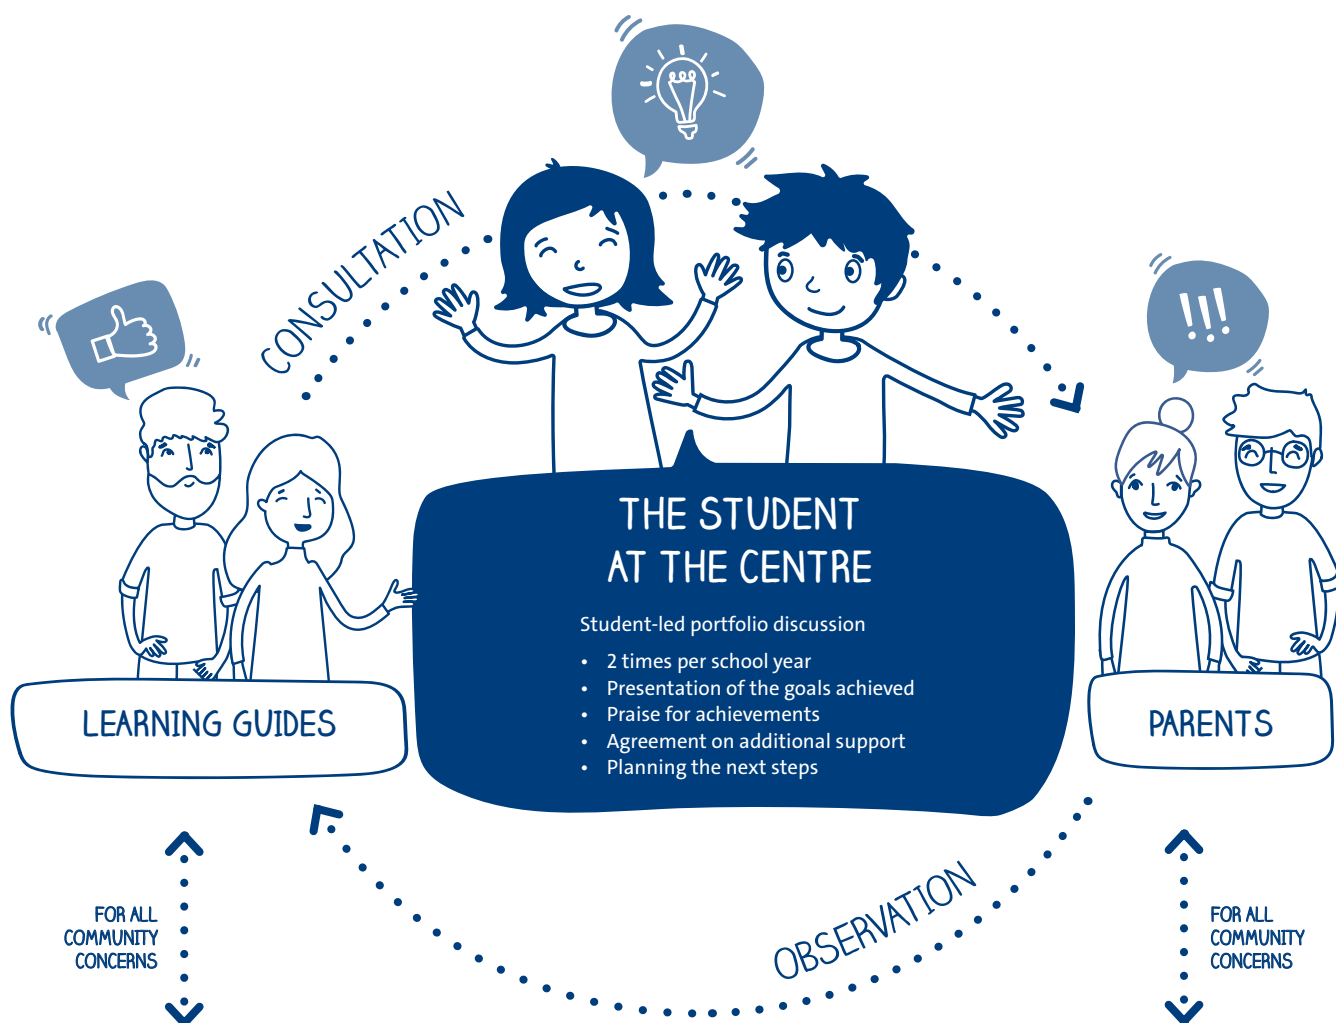 CONSULTATION
!!!
THE STUDENT
AT THE CENTRE
Student-led portfolio discussion
• 2 times per school year
• Presentation of the goals achieved
• Praise for achievements
• Agreement on additional support
• Planning the next steps
LEARNING GUIDES
PARENTS
FOR ALL
COMMUNITY
CONCERNS
OBSERVATION
FOR ALL
COMMUNITY
CONCERNS